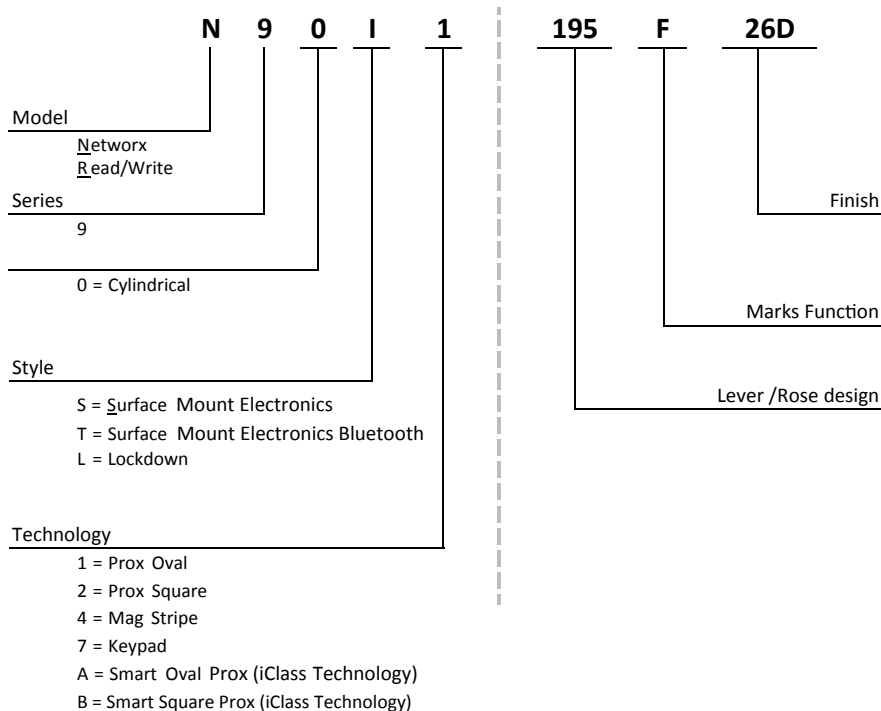 N 9 0 I 1 195 F 26D
Model
Networx
Read/Write
Series
9
Finish
0 = Cylindrical
Marks Function
Style
S = Surface Mount Electronics
T = Surface Mount Electronics Bluetooth
L = Lockdown
Lever /Rose design
Technology
1 = Prox Oval
2 = Prox Square
4 = Mag Stripe
7 = Keypad
A = Smart Oval Prox (iClass Technology)
B = Smart Square Prox (iClass Technology)